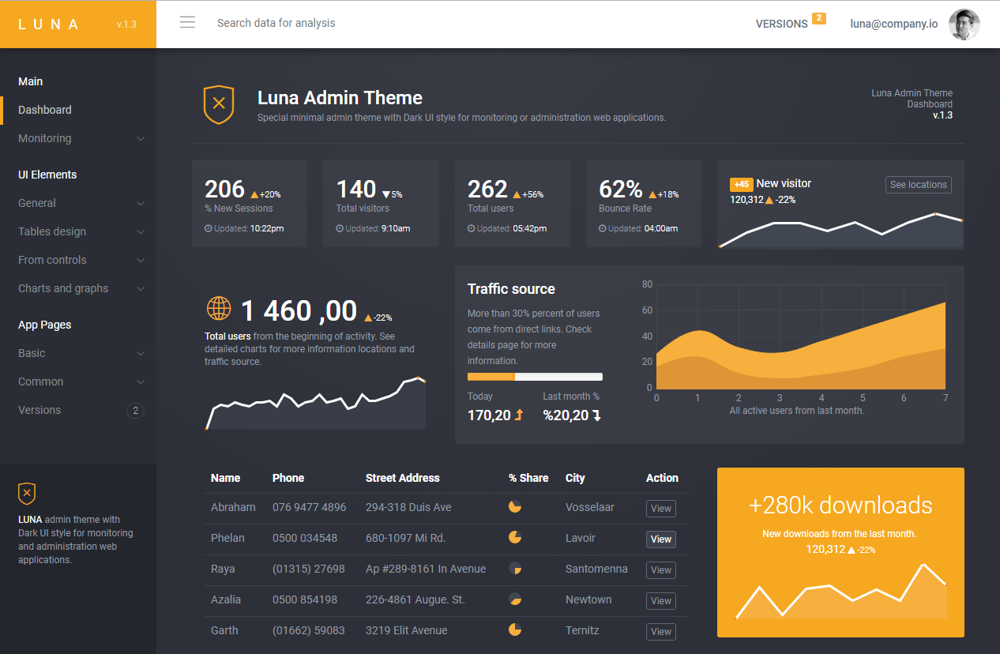 LUNA v.1.3
Search data for analysis
VERSIONS 2
luna@company.io
Main
Dashboard
Monitoring
UI Elements
General
Tables design
From controls
Charts and graphs
App Pages
Basic
Common
Versions 2
LUNA admin theme with
Dark UI style for monitoring
and administration web
applications.
Luna Admin Theme
Special minimal admin theme with Dark UI style for monitoring or administration web applications.
Luna Admin Theme
Dashboard
v.1.3
206 +20%
% New Sessions
Updated: 10:22pm
140 5%
Total visitors
Updated: 9:10am
262 +56%
Total users
Updated: 05:42pm
62% +18%
Bounce Rate
Updated: 04:00am
+45 New visitor
120,312 -22%
See locations
1 460 ,00 -22%
Total users from the beginning of activity. See
detailed charts for more information locations and
traffic source.
Traffic source
More than 30% percent of users
come from direct links. Check
details page for more
information.
Today Last month %
170,20 %20,20
80
60
40
20
0
0 1 2 3 4 5 6 7
All active users from last month.
Name Phone Street Address % Share City Action
Abraham 076 9477 4896 294-318 Duis Ave Vosselaar View
Phelan 0500 034548 680-1097 Mi Rd. Lavoir View
Raya (01315) 27698 Ap #289-8161 In Avenue Santomenna View
Azalia 0500 854198 226-4861 Augue. St. Newtown View
Garth (01662) 59083 3219 Elit Avenue Ternitz View
+280k downloads
New downloads from the last month.
120,312 -22%